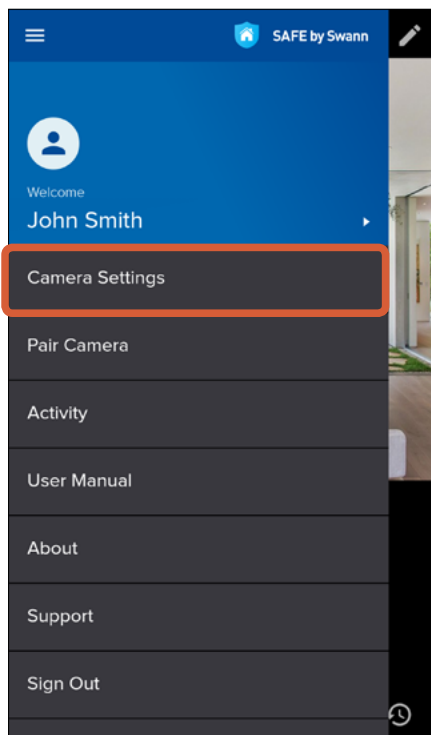 SAFE by Swann
Welcome
John Smith
Camera Settings
Pair Camera
Activity
User Manual
About
Support
Sign Out